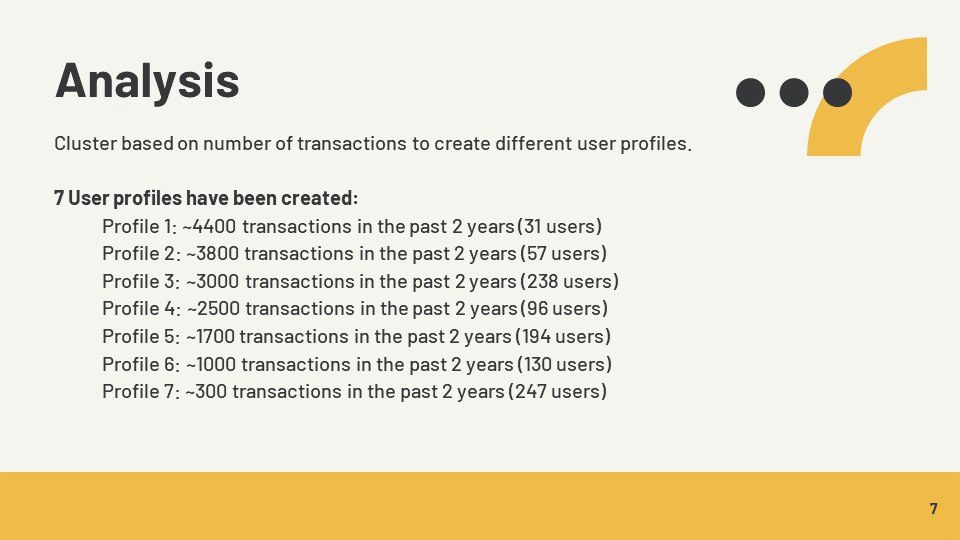 Analysis
Cluster based on number of transactions to create different user profiles.
7 User profiles have been created:
Profile 1: ~4400 transactions in the past 2 years (31 users)
Profile 2: ~3800 transactions in the past 2 years (57 users)
Profile 3: ~3000 transactions in the past 2 years (238 users)
Profile 4: ~2500 transactions in the past 2 years (96 users)
Profile 5: ~1700 transactions in the past 2 years (194 users)
Profile 6: ~1000 transactions in the past 2 years (130 users)
Profile 7: ~300 transactions in the past 2 years (247 users)
7